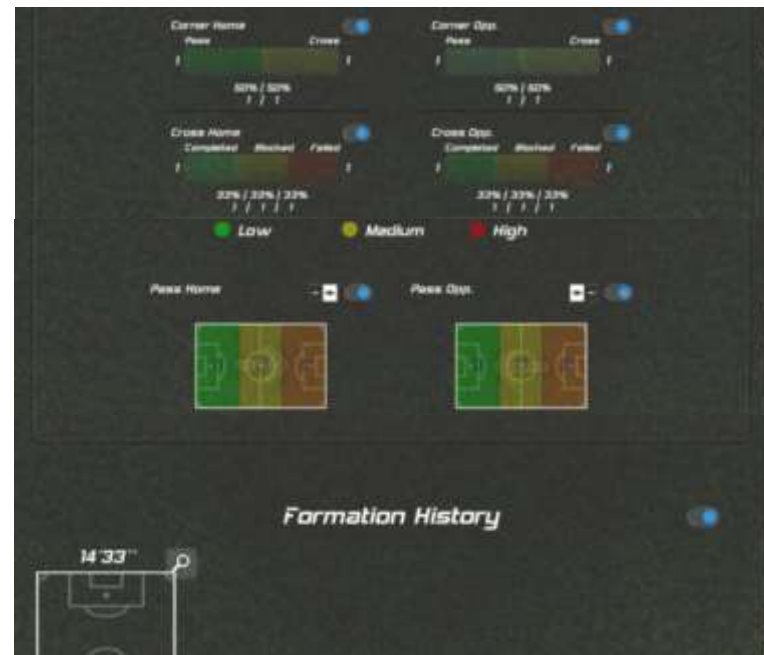 Corner Home
Corner Opp.
Pass Cross
Pass Cross
1 1
1 1
50% / 50%
50% / 50%
1 / 1
1 / 1
Cross Home
Cross Opp.
Completed Blocked Failed
Completed Blocked Failed
1 1
1 1
33% / 33% / 33%
33% / 33% / 33%
1 / 1 / 1
1 / 1 / 1
Low Medium High
Pass Home
Pass Opp.
Formation History
14'33''